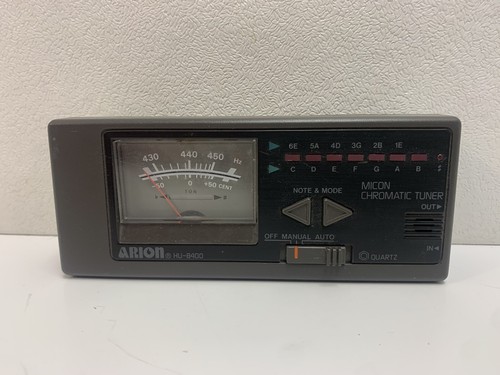 430 440 450 Hz
-50 0 +50 CENT
6E 5A 4D 3G 2B 1E
C D E F G A B
NOTE & MODE
MICON
CHROMATIC TUNER
OUT
OFF MANUAL AUTO
IN
ARION HU-8400
QUARTZ